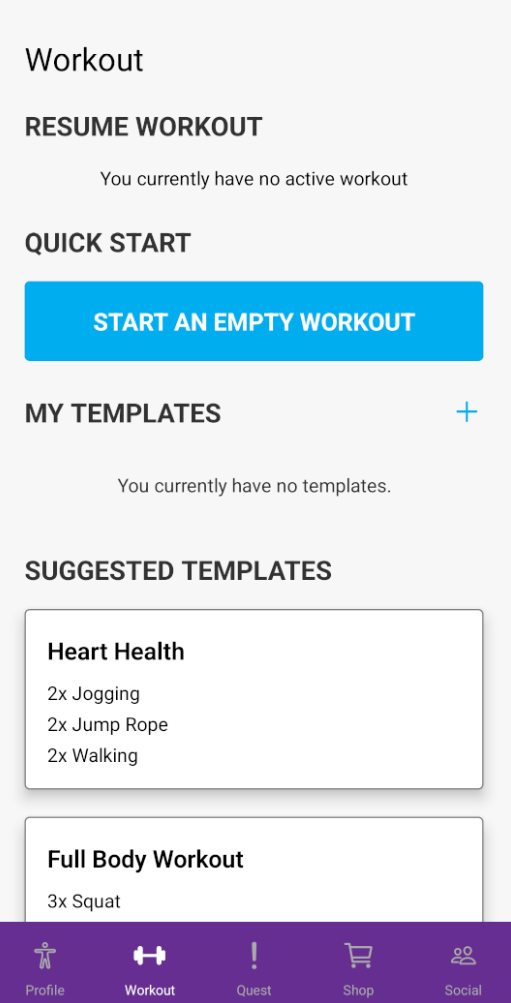 Workout
RESUME WORKOUT
You currently have no active workout
QUICK START
START AN EMPTY WORKOUT
MY TEMPLATES +
You currently have no templates.
SUGGESTED TEMPLATES
Heart Health
2x Jogging
2x Jump Rope
2x Walking
Full Body Workout
3x Squat
Profile Workout Quest Shop Social